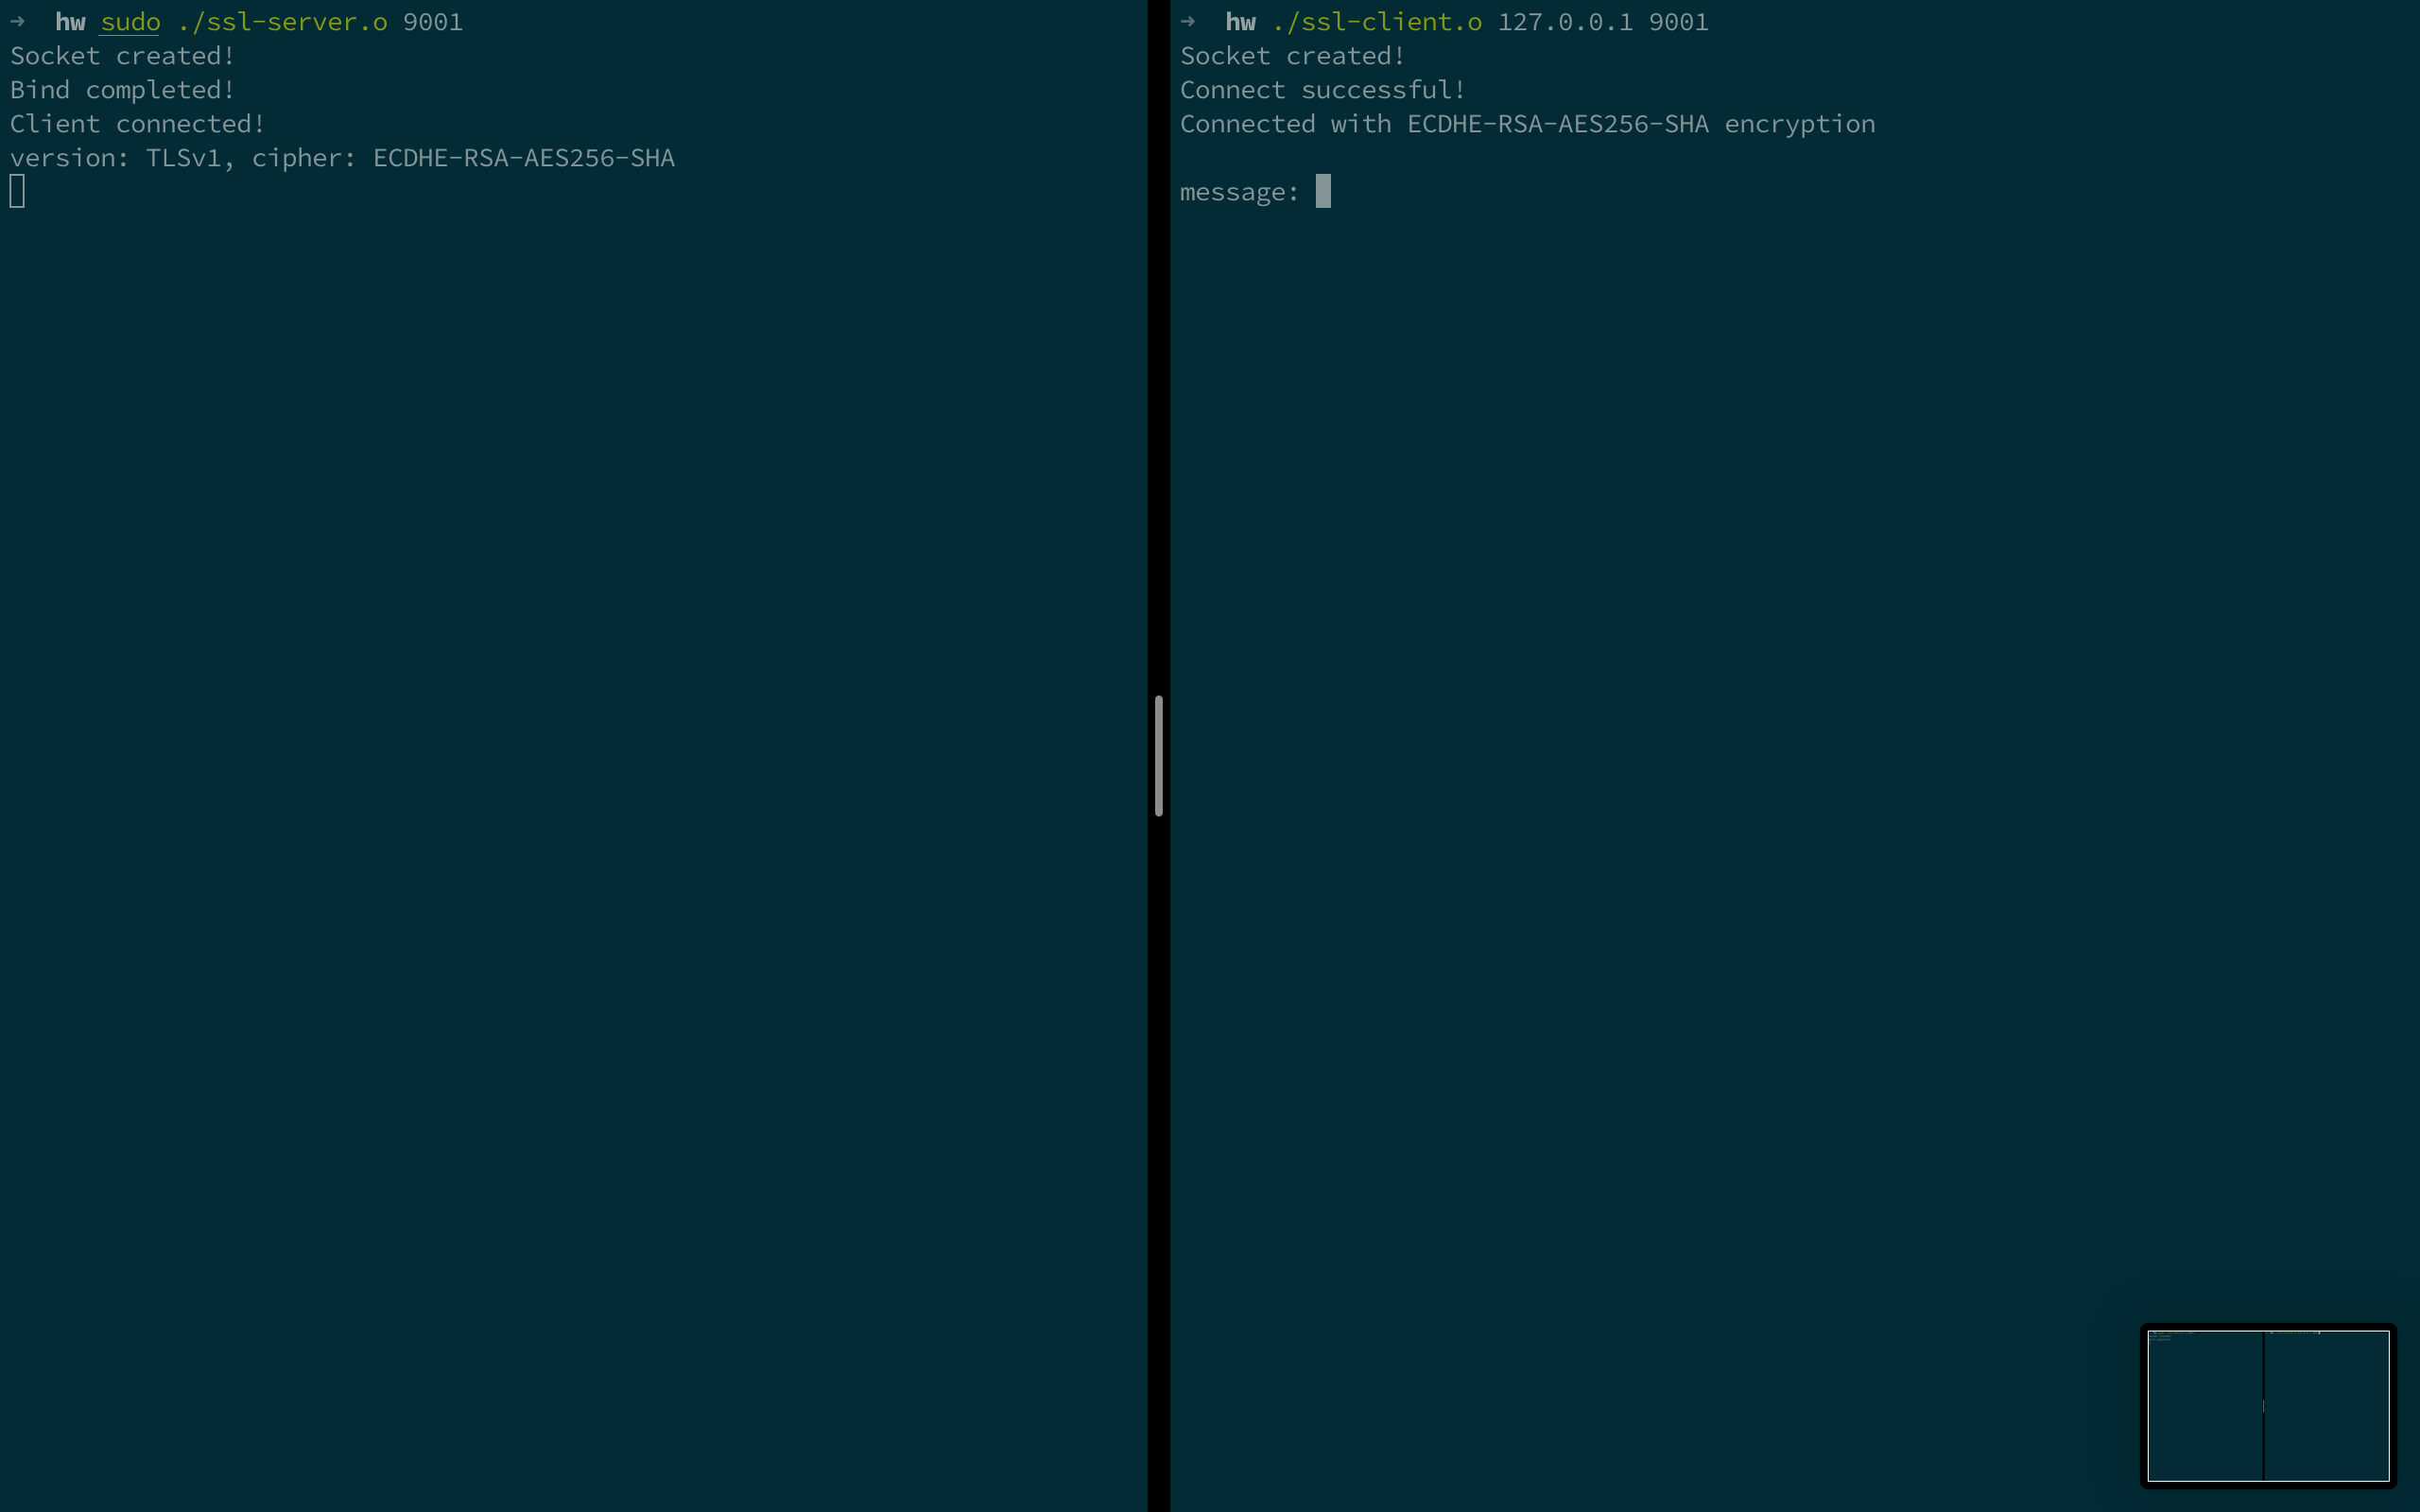 → hw sudo ./ssl-server.o 9001
Socket created!
Bind completed!
Client connected!
version: TLSv1, cipher: ECDHE-RSA-AES256-SHA
→ hw ./ssl-client.o 127.0.0.1 9001
Socket created!
Connect successful!
Connected with ECDHE-RSA-AES256-SHA encryption
message: